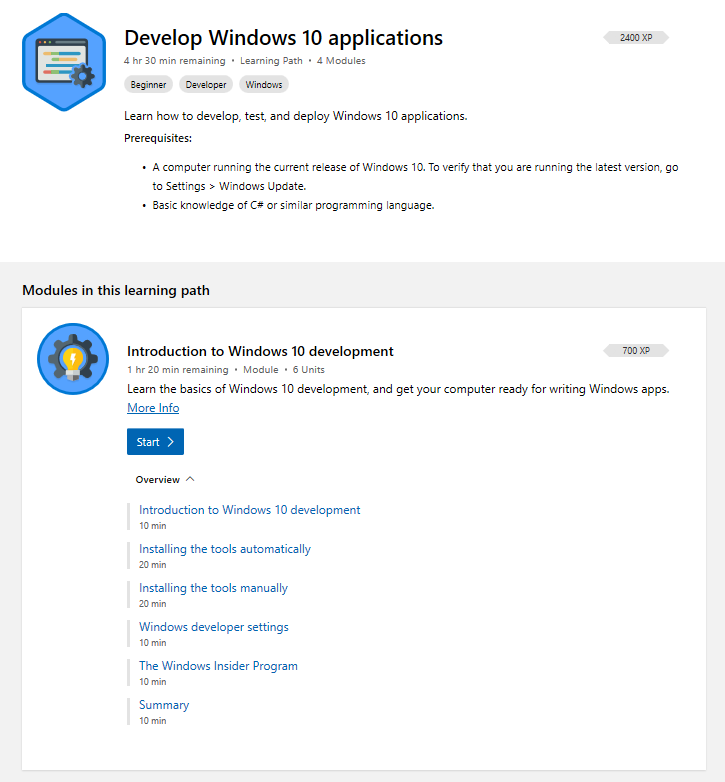 Develop Windows 10 applications
2400 XP
4 hr 30 min remaining • Learning Path • 4 Modules
Beginner Developer Windows
Learn how to develop, test, and deploy Windows 10 applications.
Prerequisites:
• A computer running the current release of Windows 10. To verify that you are running the latest version, go
to Settings > Windows Update.
• Basic knowledge of C# or similar programming language.
Modules in this learning path
Introduction to Windows 10 development
700 XP
1 hr 20 min remaining • Module • 6 Units
Learn the basics of Windows 10 development, and get your computer ready for writing Windows apps.
More Info
Start
Overview
Introduction to Windows 10 development
10 min
Installing the tools automatically
20 min
Installing the tools manually
20 min
Windows developer settings
10 min
The Windows Insider Program
10 min
Summary
10 min